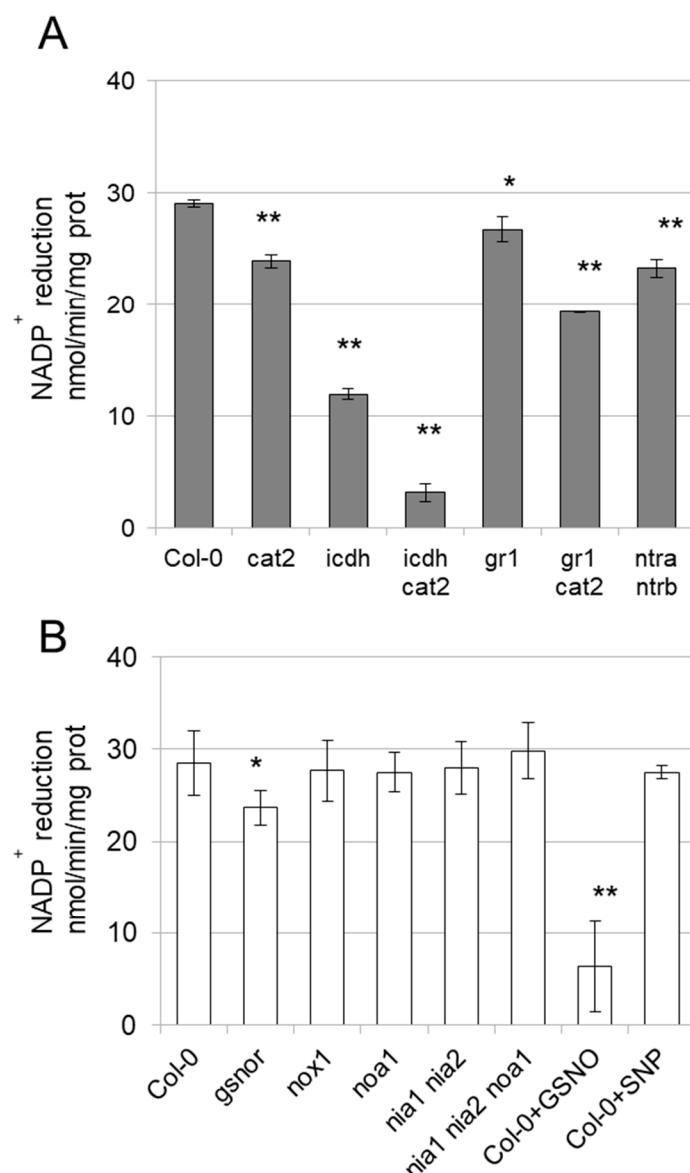 A
NADP+ reduction
nmol/min/mg prot
40
30
20
10
0
**
**
**
*
**
**
Col-0 cat2 icdh icdh cat2 gr1 gr1 cat2 ntra ntrb
B
NADP+ reduction
nmol/min/mg prot
40
30
20
10
0
*
**
Col-0
gsnor
nox1
noa1
nia1 nia2
nia1 nia2 noa1
Col-0+GSNO
Col-0+SNP